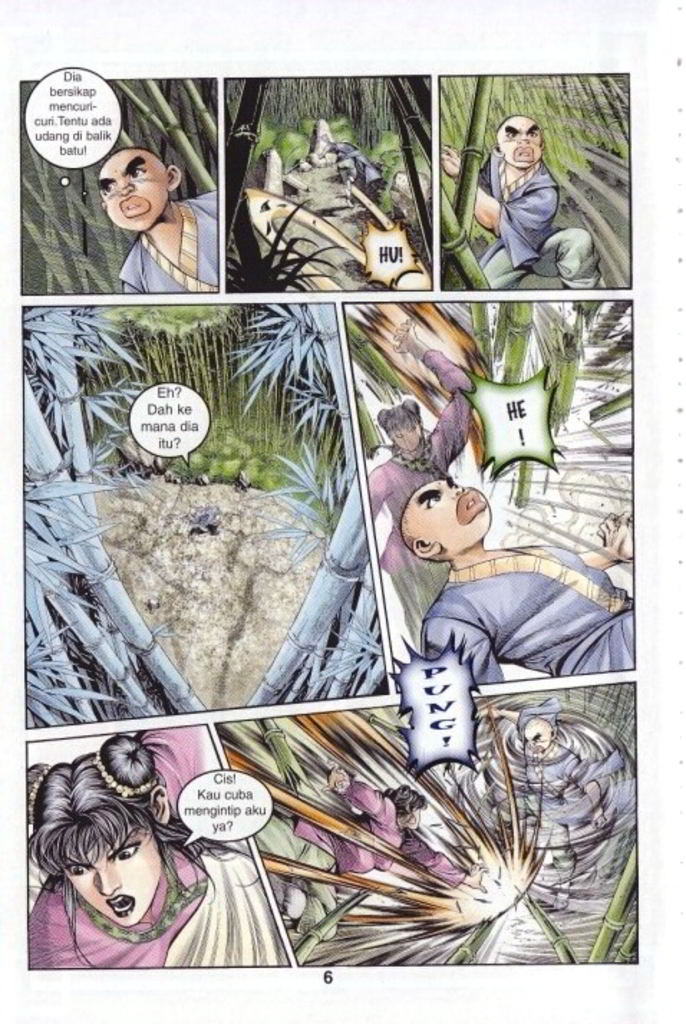 Dia
bersikap
mencuri-
curi.Tentu ada
udang di balik
batu!
HU!
Eh?
Dah ke
mana dia
itu?
HE
!
PUNG!
Cis!
Kau cuba
mengintip aku
ya?
6